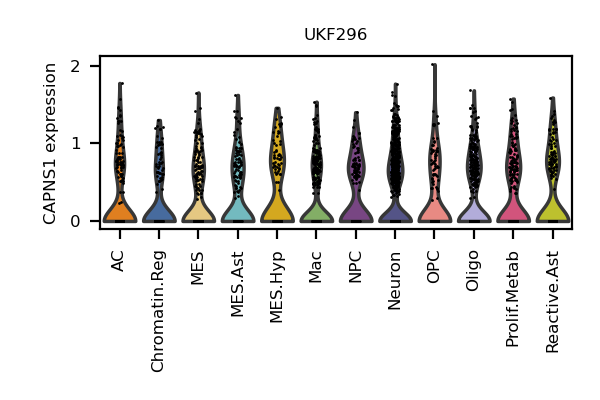 UKF296
CAPNS1 expression
2
1
0
AC
Chromatin.Reg
MES
MES.Ast
MES.Hyp
Mac
NPC
Neuron
OPC
Oligo
Prolif.Metab
Reactive.Ast